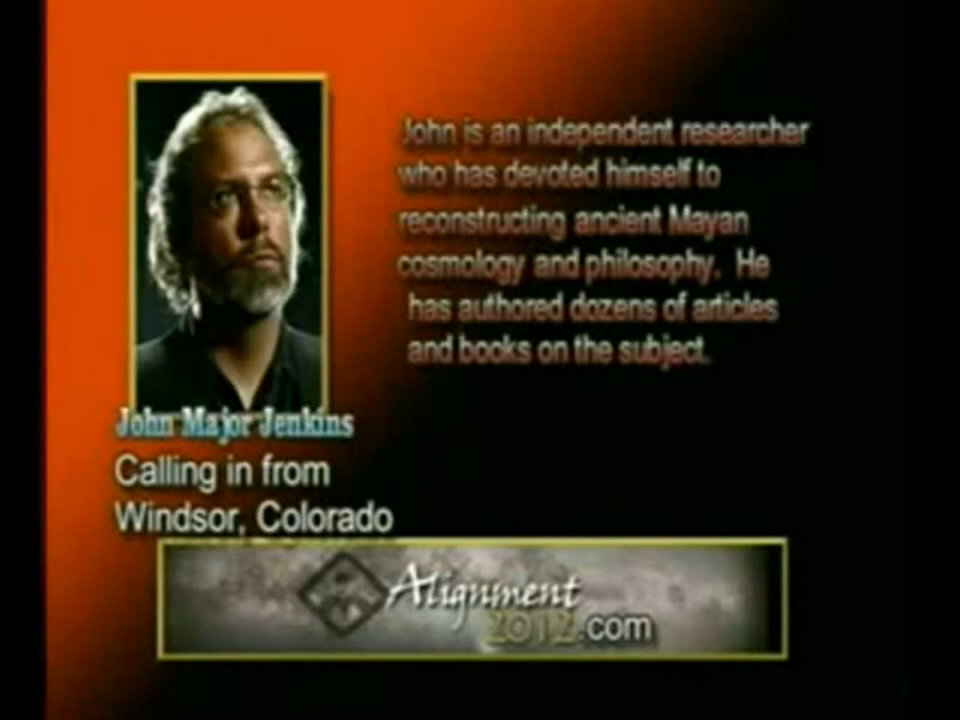 John is an independent researcher
who has devoted himself to
reconstructing ancient Mayan
cosmology and philosophy. He
has authored dozens of articles
and books on the subject.
John Major Jenkins
Calling in from
Windsor, Colorado
Alignment
2012.com